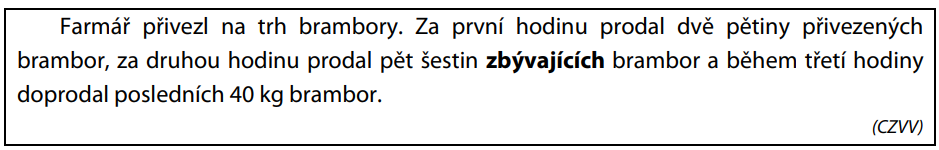 Farmář přivezl na trh brambory. Za první hodinu prodal dvě pětiny přivezených
brambor, za druhou hodinu prodal pět šestin zbývajících brambor a během třetí hodiny
doprodal posledních 40 kg brambor.
(CZVV)